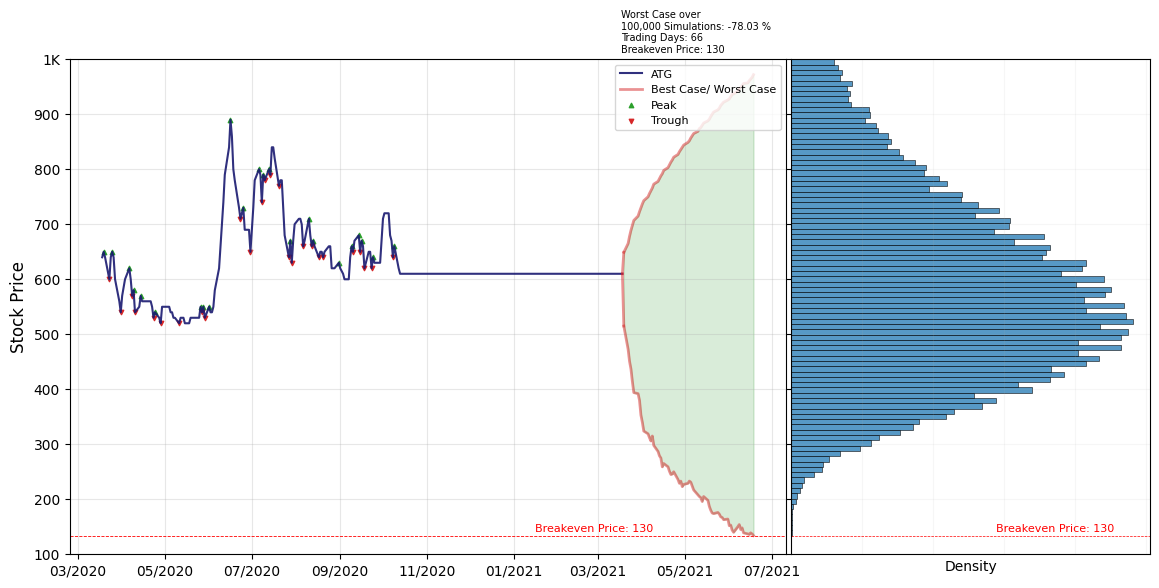 Worst Case over
100,000 Simulations: -78.03 %
Trading Days: 66
Breakeven Price: 130
1K
900
800
700
600
500
400
300
200
100
Stock Price
ATG
Best Case/ Worst Case
Peak
Trough
Breakeven Price: 130
Breakeven Price: 130
03/2020
05/2020
07/2020
09/2020
11/2020
01/2021
03/2021
05/2021
07/2021
Density